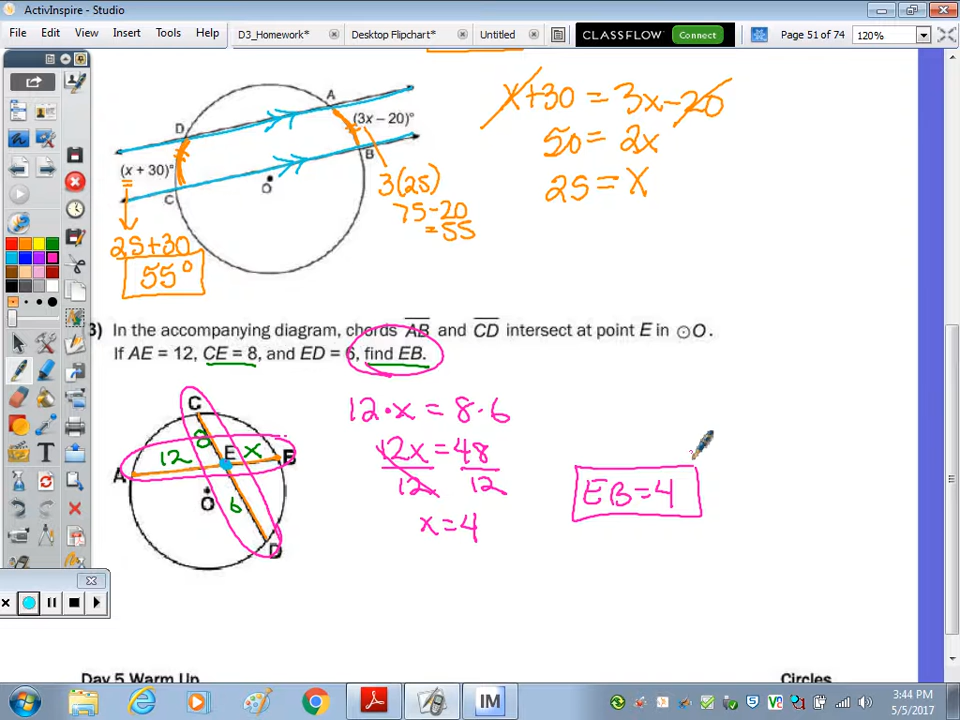 ActivInspire - Studio
File Edit View Insert Tools Help
D3_Homework* Desktop Flipchart* Untitled
CLASSFLOW Connect
Page 51 of 74 120%
D A
(3x – 20)°
(x + 30)°
B
C O
25+30
55°
3(25)
75-20
=55
x+30 = 3x-20
50 = 2x
25 = x
3) In the accompanying diagram, chords AB and CD intersect at point E in ⊙O.
If AE = 12, CE = 8, and ED = 6, find EB.
C
8 E x B
12
A
O 6
D
12·x = 8·6
12x = 48
12 12
x = 4
EB=4
Day 5 Warm Up Circles
IM
3:44 PM
5/5/2017